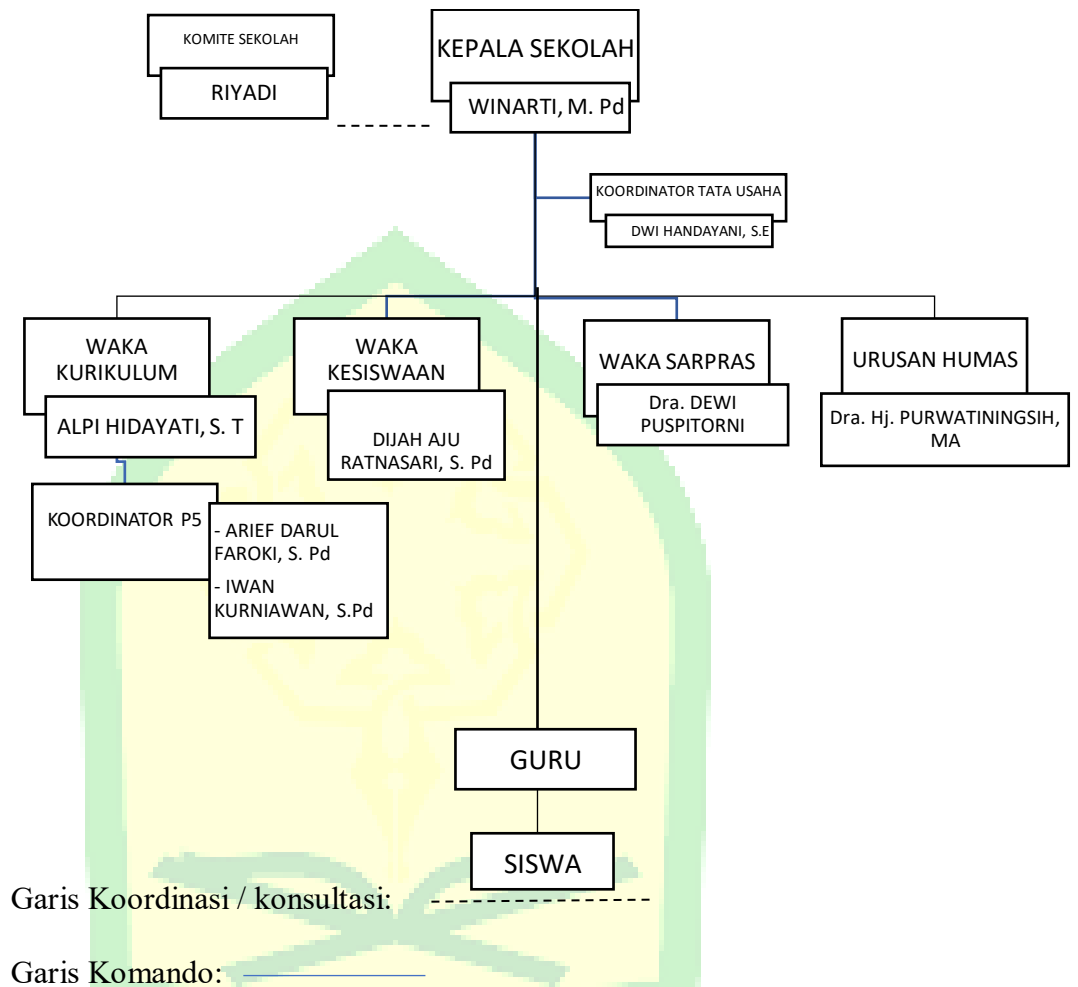 KOMITE SEKOLAH
RIYADI
KEPALA SEKOLAH
WINARTI, M. Pd
KOORDINATOR TATA USAHA
DWI HANDAYANI, S.E
WAKA
KURIKULUM
ALPI HIDAYATI, S. T
WAKA
KESISWAAN
DIJAH AJU
RATNASARI, S. Pd
WAKA SARPRAS
Dra. DEWI
PUSPITORNI
URUSAN HUMAS
Dra. Hj. PURWATININGSIH,
MA
KOORDINATOR P5
- ARIEF DARUL
FAROKI, S. Pd
- IWAN
KURNIAWAN, S.Pd
GURU
SISWA
Garis Koordinasi / konsultasi:
Garis Komando: